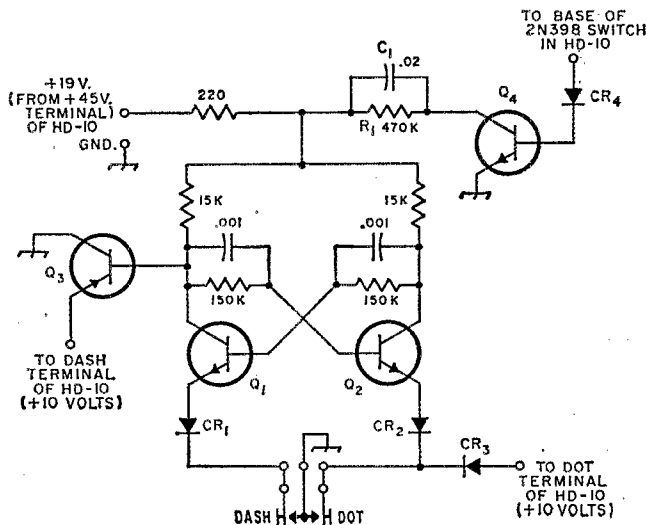 TO BASE OF
2N398 SWITCH
IN HD-10
C1
.02
+19 V.
(FROM +45V.
TERMINAL)
OF HD-10
220
Q4
CR4
R1 470K
GND.
15K
15K
.001
.001
Q3
150K
150K
TO DASH
TERMINAL
OF HD-10
(+10 VOLTS)
Q1
Q2
CR1
CR2
CR3
TO DOT
TERMINAL
OF HD-10
(+10 VOLTS)
DASH
DOT